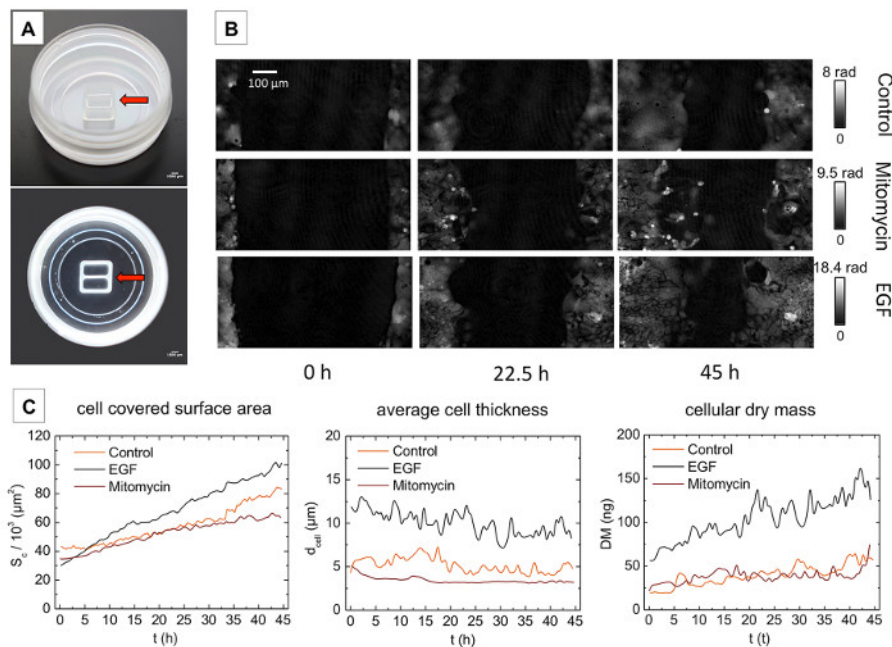 A
B
100 µm
8 rad
0
Control
9.5 rad
0
Mitomycin
18.4 rad
0
EGF
0 h
22.5 h
45 h
C
cell covered surface area
Control
EGF
Mitomycin
S_c / 10³ (µm²)
120
100
80
60
40
20
0
0 5 10 15 20 25 30 35 40 45
t (h)
average cell thickness
Control
EGF
Mitomycin
d_cell (µm)
20
15
10
5
0
0 5 10 15 20 25 30 35 40 45
t (h)
cellular dry mass
Control
EGF
Mitomycin
DM (ng)
200
150
100
50
0
0 5 10 15 20 25 30 35 40 45
t (t)